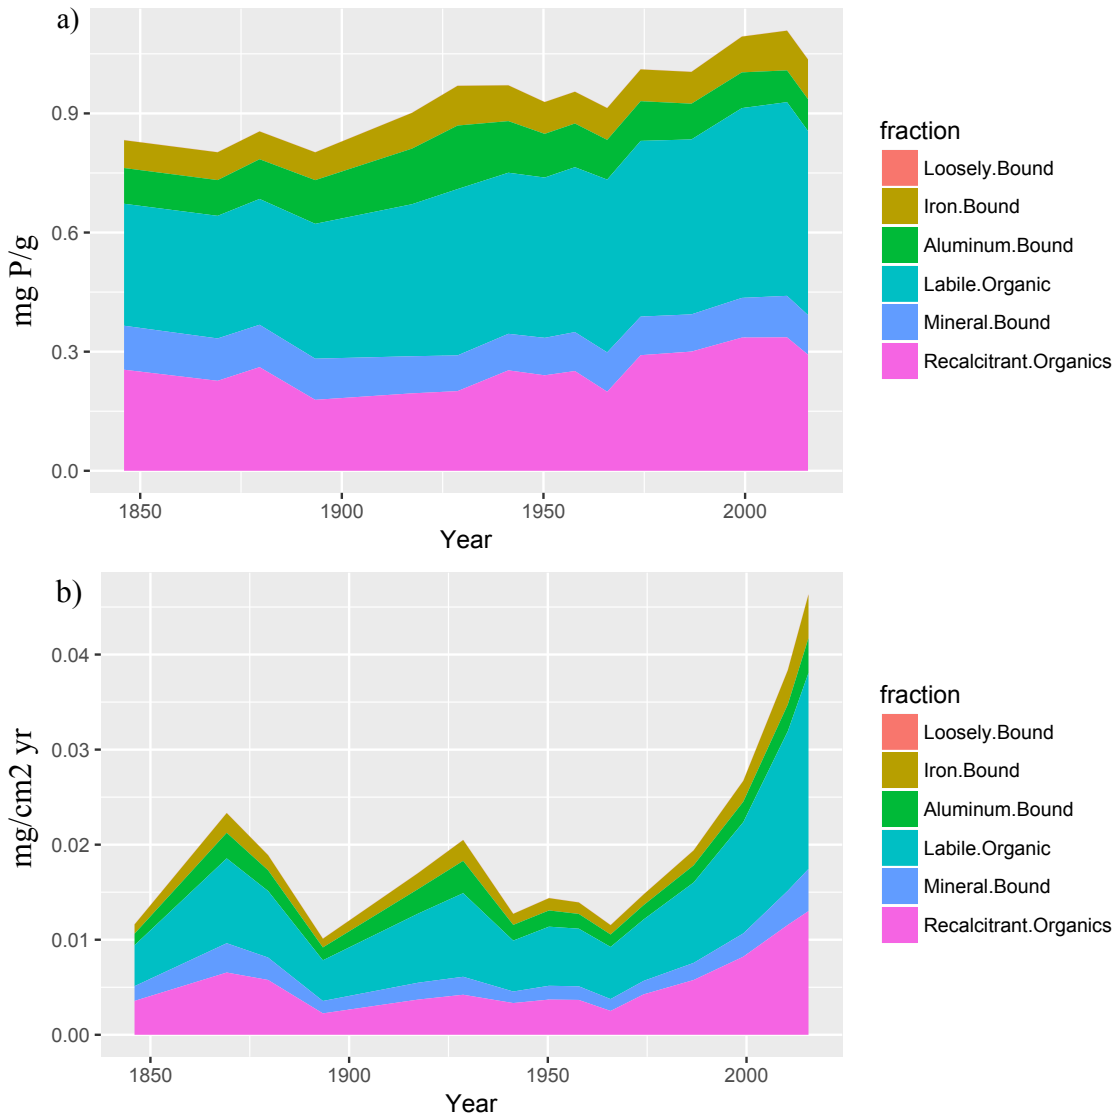 a)
mg P/g
0.9
0.6
0.3
0.0
1850 1900 1950 2000
Year
fraction
Loosely.Bound
Iron.Bound
Aluminum.Bound
Labile.Organic
Mineral.Bound
Recalcitrant.Organics
b)
mg/cm2 yr
0.04
0.03
0.02
0.01
0.00
1850 1900 1950 2000
Year
fraction
Loosely.Bound
Iron.Bound
Aluminum.Bound
Labile.Organic
Mineral.Bound
Recalcitrant.Organics